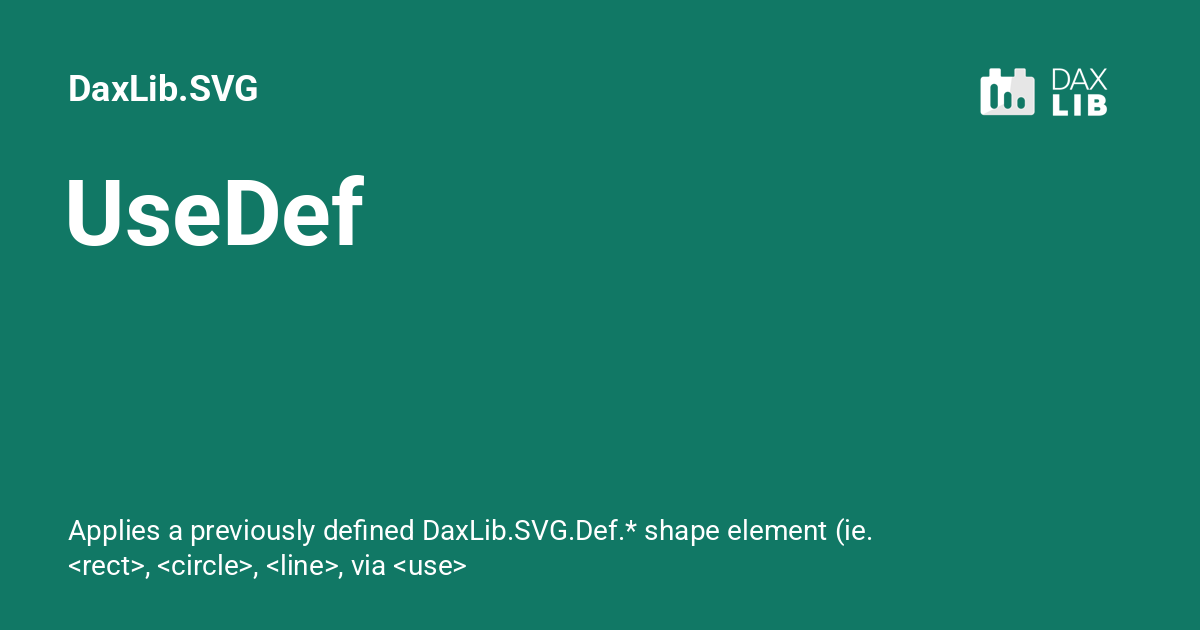 DaxLib.SVG
DAX
LIB
UseDef
Applies a previously defined DaxLib.SVG.Def.* shape element (ie.
<rect>, <circle>, <line>, via <use>